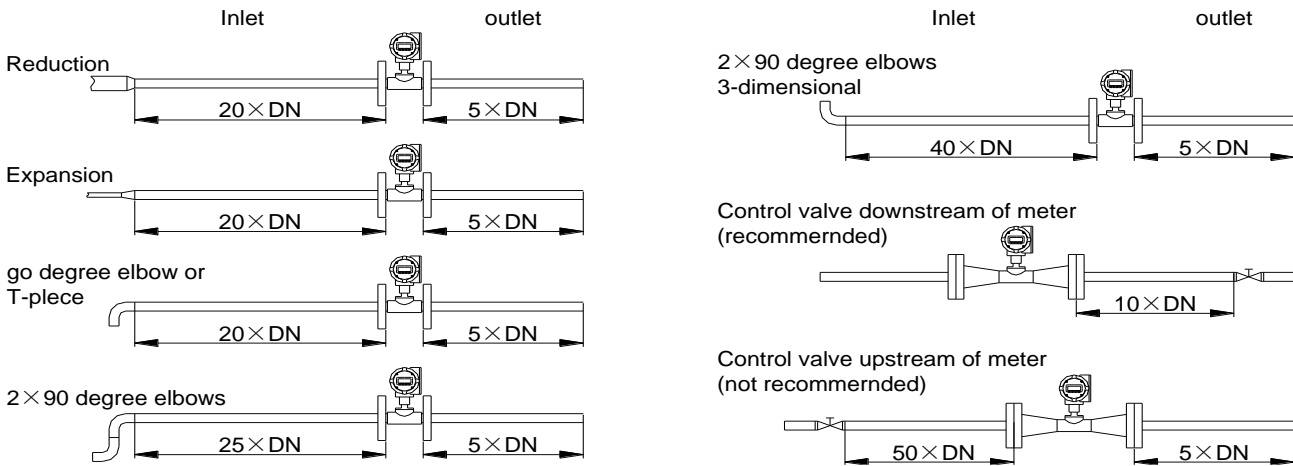 Inlet
outlet
Reduction
20×DN
5×DN
Expansion
20×DN
5×DN
go degree elbow or
T-plece
20×DN
5×DN
2×90 degree elbows
25×DN
5×DN
Inlet
outlet
2×90 degree elbows
3-dimensional
40×DN
5×DN
Control valve downstream of meter
(recommernded)
10×DN
Control valve upstream of meter
(not recommernded)
50×DN
5×DN